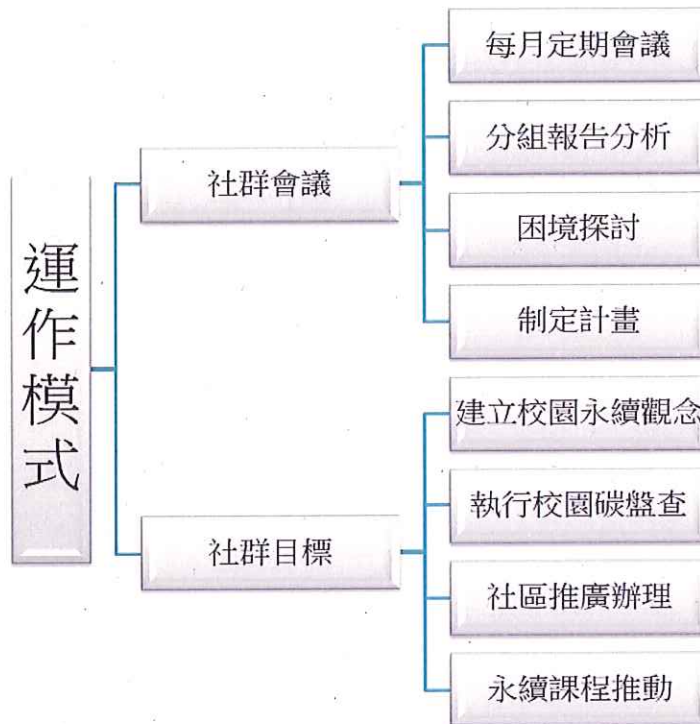 運作模式
社群會議
每月定期會議
分組報告分析
困境探討
制定計畫
社群目標
建立校園永續觀念
執行校園碳盤查
社區推廣辦理
永續課程推動